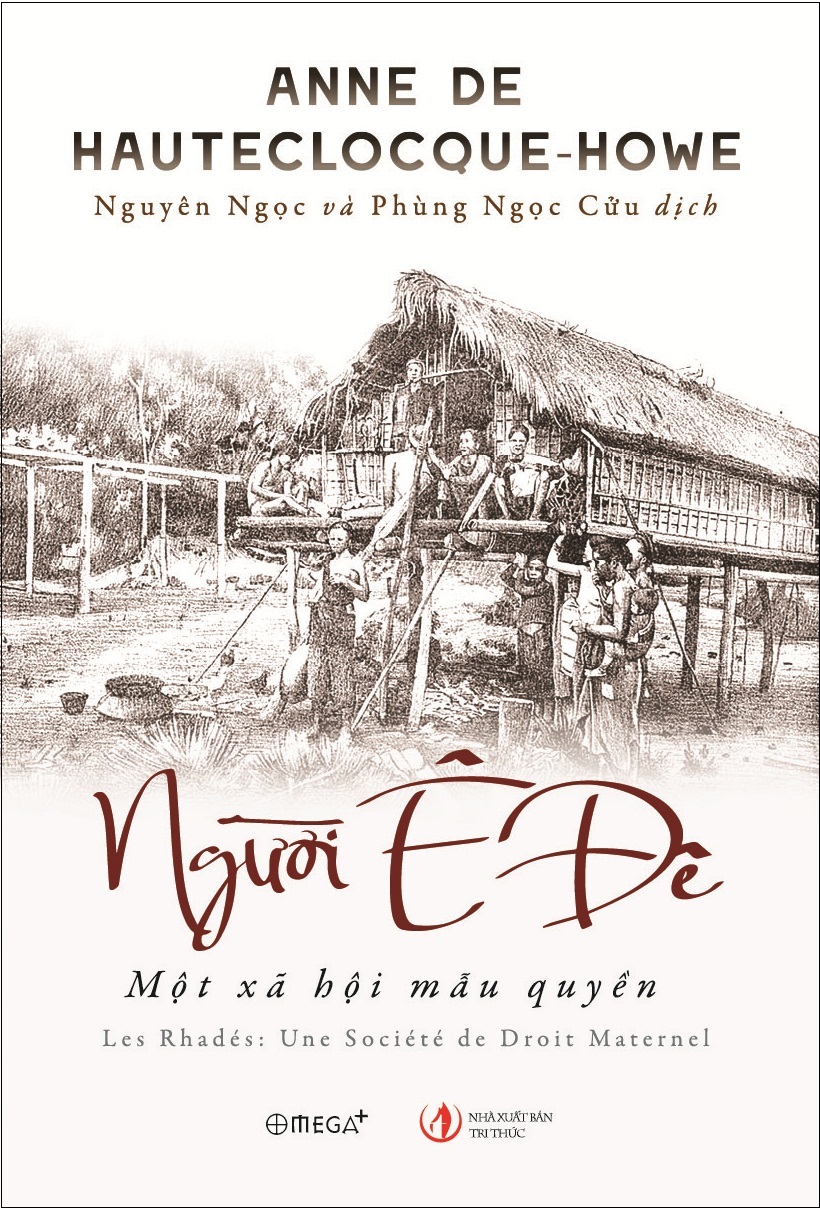 ANNE DE
HAUTECLOCQUE-HOWE
Nguyên Ngọc và Phùng Ngọc Cửu dịch
Người Ê Đê
Một xã hội mẫu quyền
Les Rhadés: Une Société de Droit Maternel
OMEGA+
NHÀ XUẤT BẢN
TRI THỨC